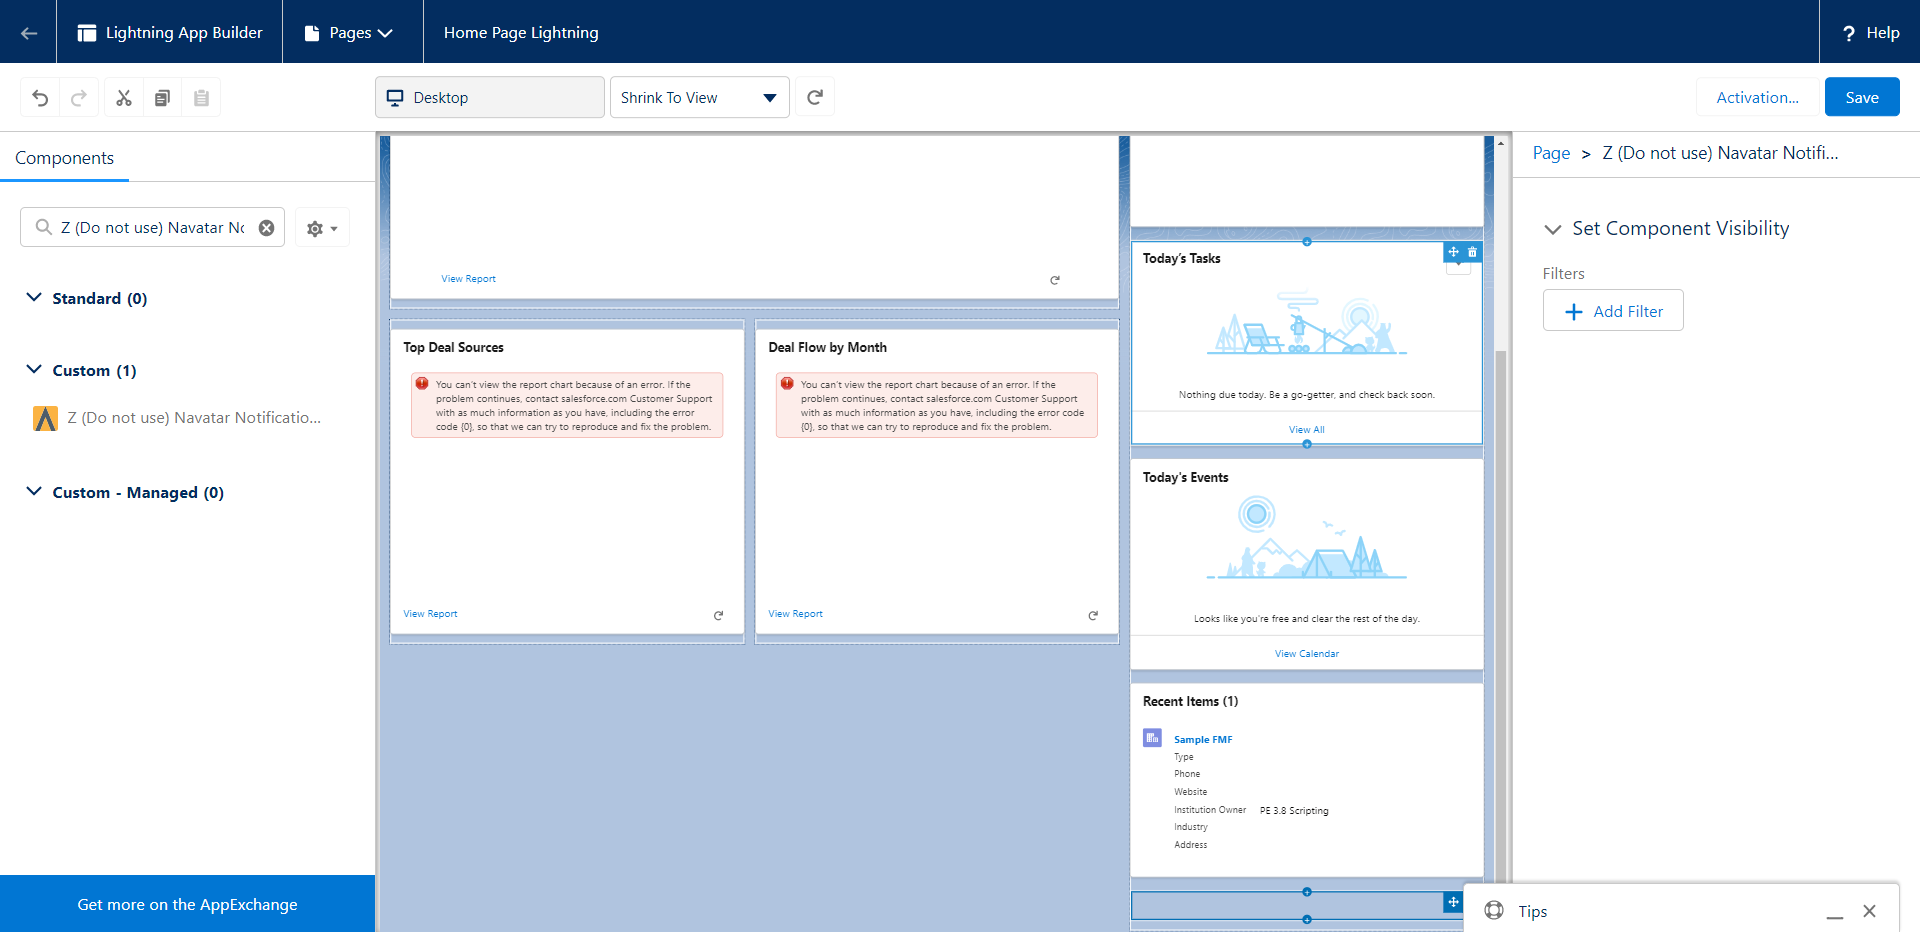 Lightning App Builder
Pages
Home Page Lightning
? Help
Desktop
Shrink To View
Activation...
Save
Components
Z (Do not use) Navatar No
Standard (0)
Custom (1)
Z (Do not use) Navatar Notificatio...
Custom - Managed (0)
Get more on the AppExchange
View Report
Top Deal Sources
You can't view the report chart because of an error. If the
problem continues, contact salesforce.com Customer Support
with as much information as you have, including the error
code {0}, so that we can try to reproduce and fix the problem.
View Report
Deal Flow by Month
You can't view the report chart because of an error. If the
problem continues, contact salesforce.com Customer Support
with as much information as you have, including the error code
{0}, so that we can try to reproduce and fix the problem.
View Report
Today's Tasks
Nothing due today. Be a go-getter, and check back soon.
View All
Today's Events
Looks like you're free and clear the rest of the day.
View Calendar
Recent Items (1)
Sample FMF
Type
Phone
Website
Institution Owner PE 3.8 Scripting
Industry
Address
Page > Z (Do not use) Navatar Notifi...
Set Component Visibility
Filters
Add Filter
Tips